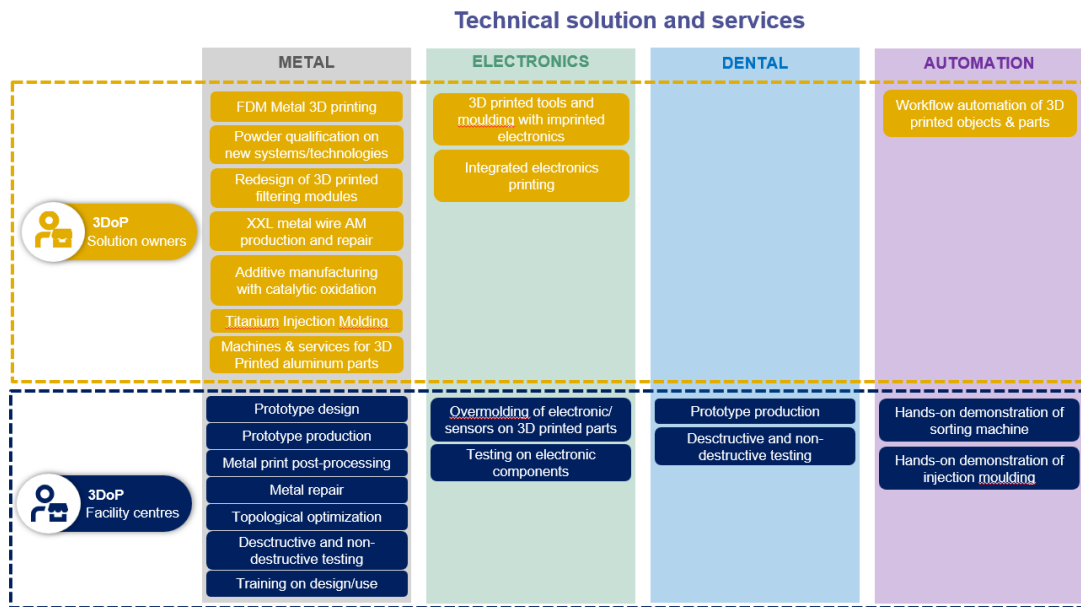 Technical solution and services
METAL
ELECTRONICS
DENTAL
AUTOMATION
3DoP
Solution owners
FDM Metal 3D printing
Powder qualification on
new systems/technologies
Redesign of 3D printed
filtering modules
XXL metal wire AM
production and repair
Additive manufacturing
with catalytic oxidation
Titanium Injection Molding
Machines & services for 3D
Printed aluminum parts
3D printed tools and
moulding with imprinted
electronics
Integrated electronics
printing
Workflow automation of 3D
printed objects & parts
3DoP
Facility centres
Prototype design
Prototype production
Metal print post-processing
Metal repair
Topological optimization
Desctructive and non-
destructive testing
Training on design/use
Overmolding of electronic/
sensors on 3D printed parts
Testing on electronic
components
Prototype production
Desctructive and non-
destructive testing
Hands-on demonstration of
sorting machine
Hands-on demonstration of
injection moulding